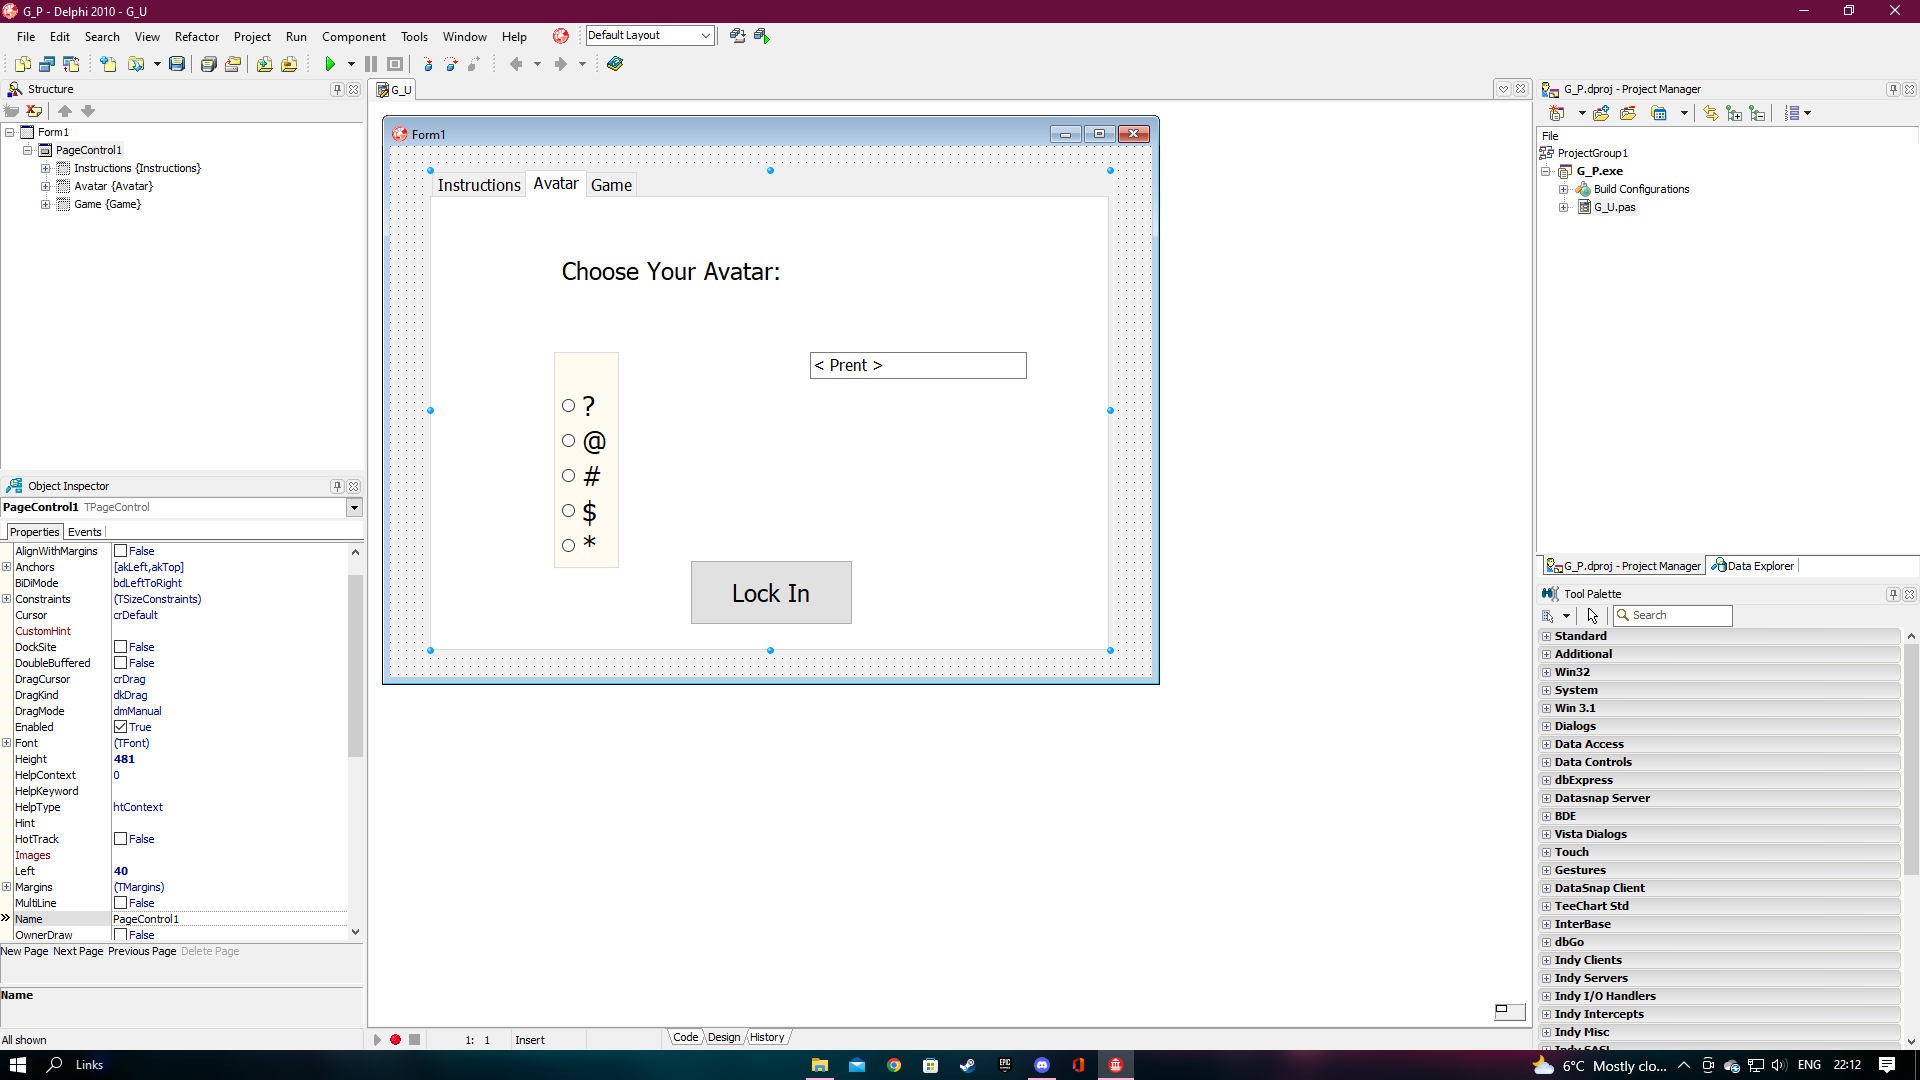 G_P - Delphi 2010 - G_U
File Edit Search View Refactor Project Run Component Tools Window Help Default Layout
Structure
Form1
PageControl1
Instructions {Instructions}
Avatar {Avatar}
Game {Game}
Object Inspector
PageControl1 TPageControl
Properties Events
AlignWithMargins False
Anchors [akLeft,akTop]
BiDiMode bdLeftToRight
Constraints (TSizeConstraints)
Cursor crDefault
CustomHint
DockSite False
DoubleBuffered False
DragCursor crDrag
DragKind dkDrag
DragMode dmManual
Enabled True
Font (TFont)
Height 481
HelpContext 0
HelpKeyword
HelpType htContext
Hint
HotTrack False
Images
Left 40
Margins (TMargins)
MultiLine False
Name PageControl1
OwnerDraw False
New Page Next Page Previous Page Delete Page
Name
All shown
G_U
Form1
Instructions Avatar Game
Choose Your Avatar:
< Prent >
?
@
#
$
*
Lock In
1: 1 Insert
Code Design History
G_P.dproj - Project Manager
File
ProjectGroup1
G_P.exe
Build Configurations
G_U.pas
G_P.dproj - Project Manager Data Explorer
Tool Palette
Search
Standard
Additional
Win32
System
Win 3.1
Dialogs
Data Access
Data Controls
dbExpress
Datasnap Server
BDE
Vista Dialogs
Touch
Gestures
DataSnap Client
TeeChart Std
InterBase
dbGo
Indy Clients
Indy Servers
Indy I/O Handlers
Indy Intercepts
Indy Misc
Indy SASL
Links
EPIC
6°C Mostly clo... ENG 22:12